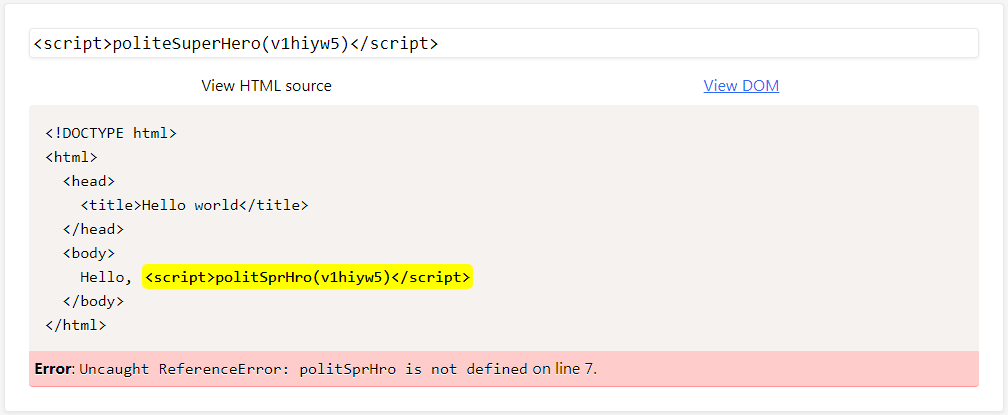 <script>politeSuperHero(v1hiyw5)</script>
View HTML source View DOM
<!DOCTYPE html>
<html>
<head>
<title>Hello world</title>
</head>
<body>
Hello, <script>politSprHro(v1hiyw5)</script>
</body>
</html>
Error: Uncaught ReferenceError: politSprHro is not defined on line 7.